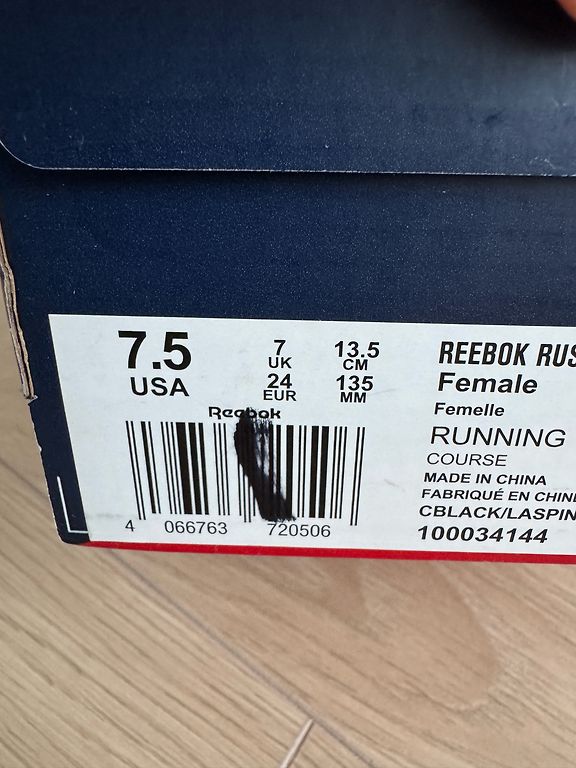 7.5
USA
7
UK
24
EUR
13.5
CM
135
MM
Reebok
4 066763 720506
REEBOK RUS
Female
Femelle
RUNNING
COURSE
MADE IN CHINA
FABRIQUÉ EN CHIN
CBLACK/LASPIN
100034144